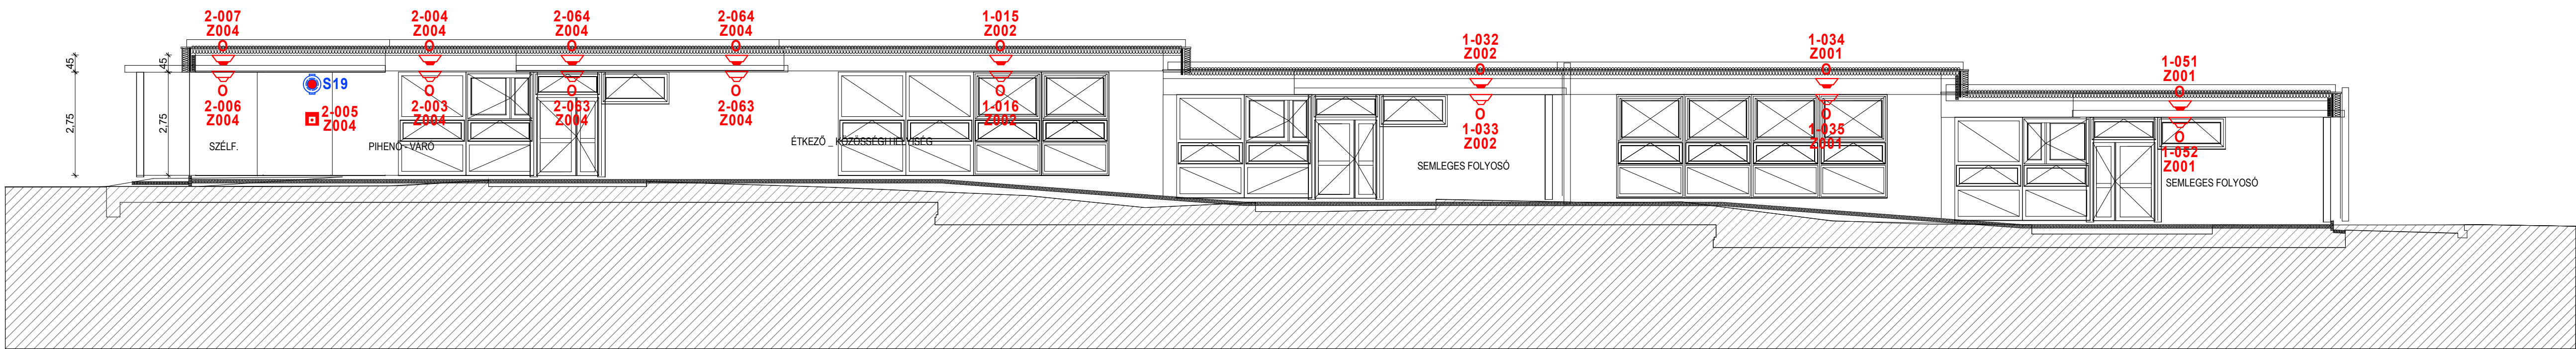 2-007
Z004
2-004
Z004
2-064
Z004
2-064
Z004
1-015
Z002
1-032
Z002
1-034
Z001
1-051
Z001
45
45
2,75
2,75
S19
2-005
Z004
2-006
Z004
2-003
Z004
2-063
Z004
2-063
Z004
1-016
Z002
1-033
Z002
1-035
Z001
1-052
Z001
SZÉLF.
PIHENŐ - VÁRÓ
ÉTKEZŐ _ KÖZÖSSÉGI HELYISÉG
SEMLEGES FOLYOSÓ
SEMLEGES FOLYOSÓ